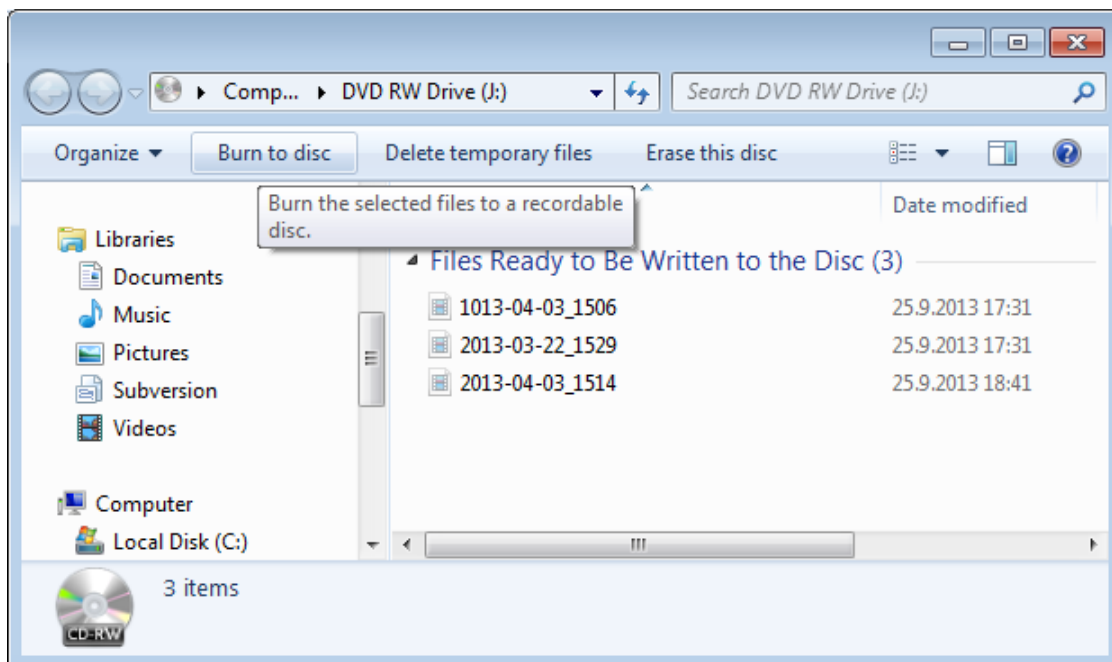 Comp... DVD RW Drive (J:) Search DVD RW Drive (J:)
Organize Burn to disc Delete temporary files Erase this disc
Burn the selected files to a recordable
disc.
Date modified
Libraries
Documents
Music
Pictures
Subversion
Videos
Computer
Local Disk (C:)
Files Ready to Be Written to the Disc (3)
1013-04-03_1506 25.9.2013 17:31
2013-03-22_1529 25.9.2013 17:31
2013-04-03_1514 25.9.2013 18:41
3 items
CD-RW